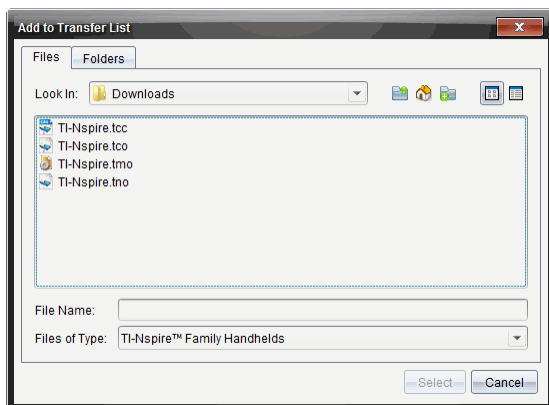 Add to Transfer List
Files Folders
Look In: Downloads
TI-Nspire.tcc
TI-Nspire.tco
TI-Nspire.tmo
TI-Nspire.tno
File Name:
Files of Type: TI-Nspire™ Family Handhelds
Select Cancel